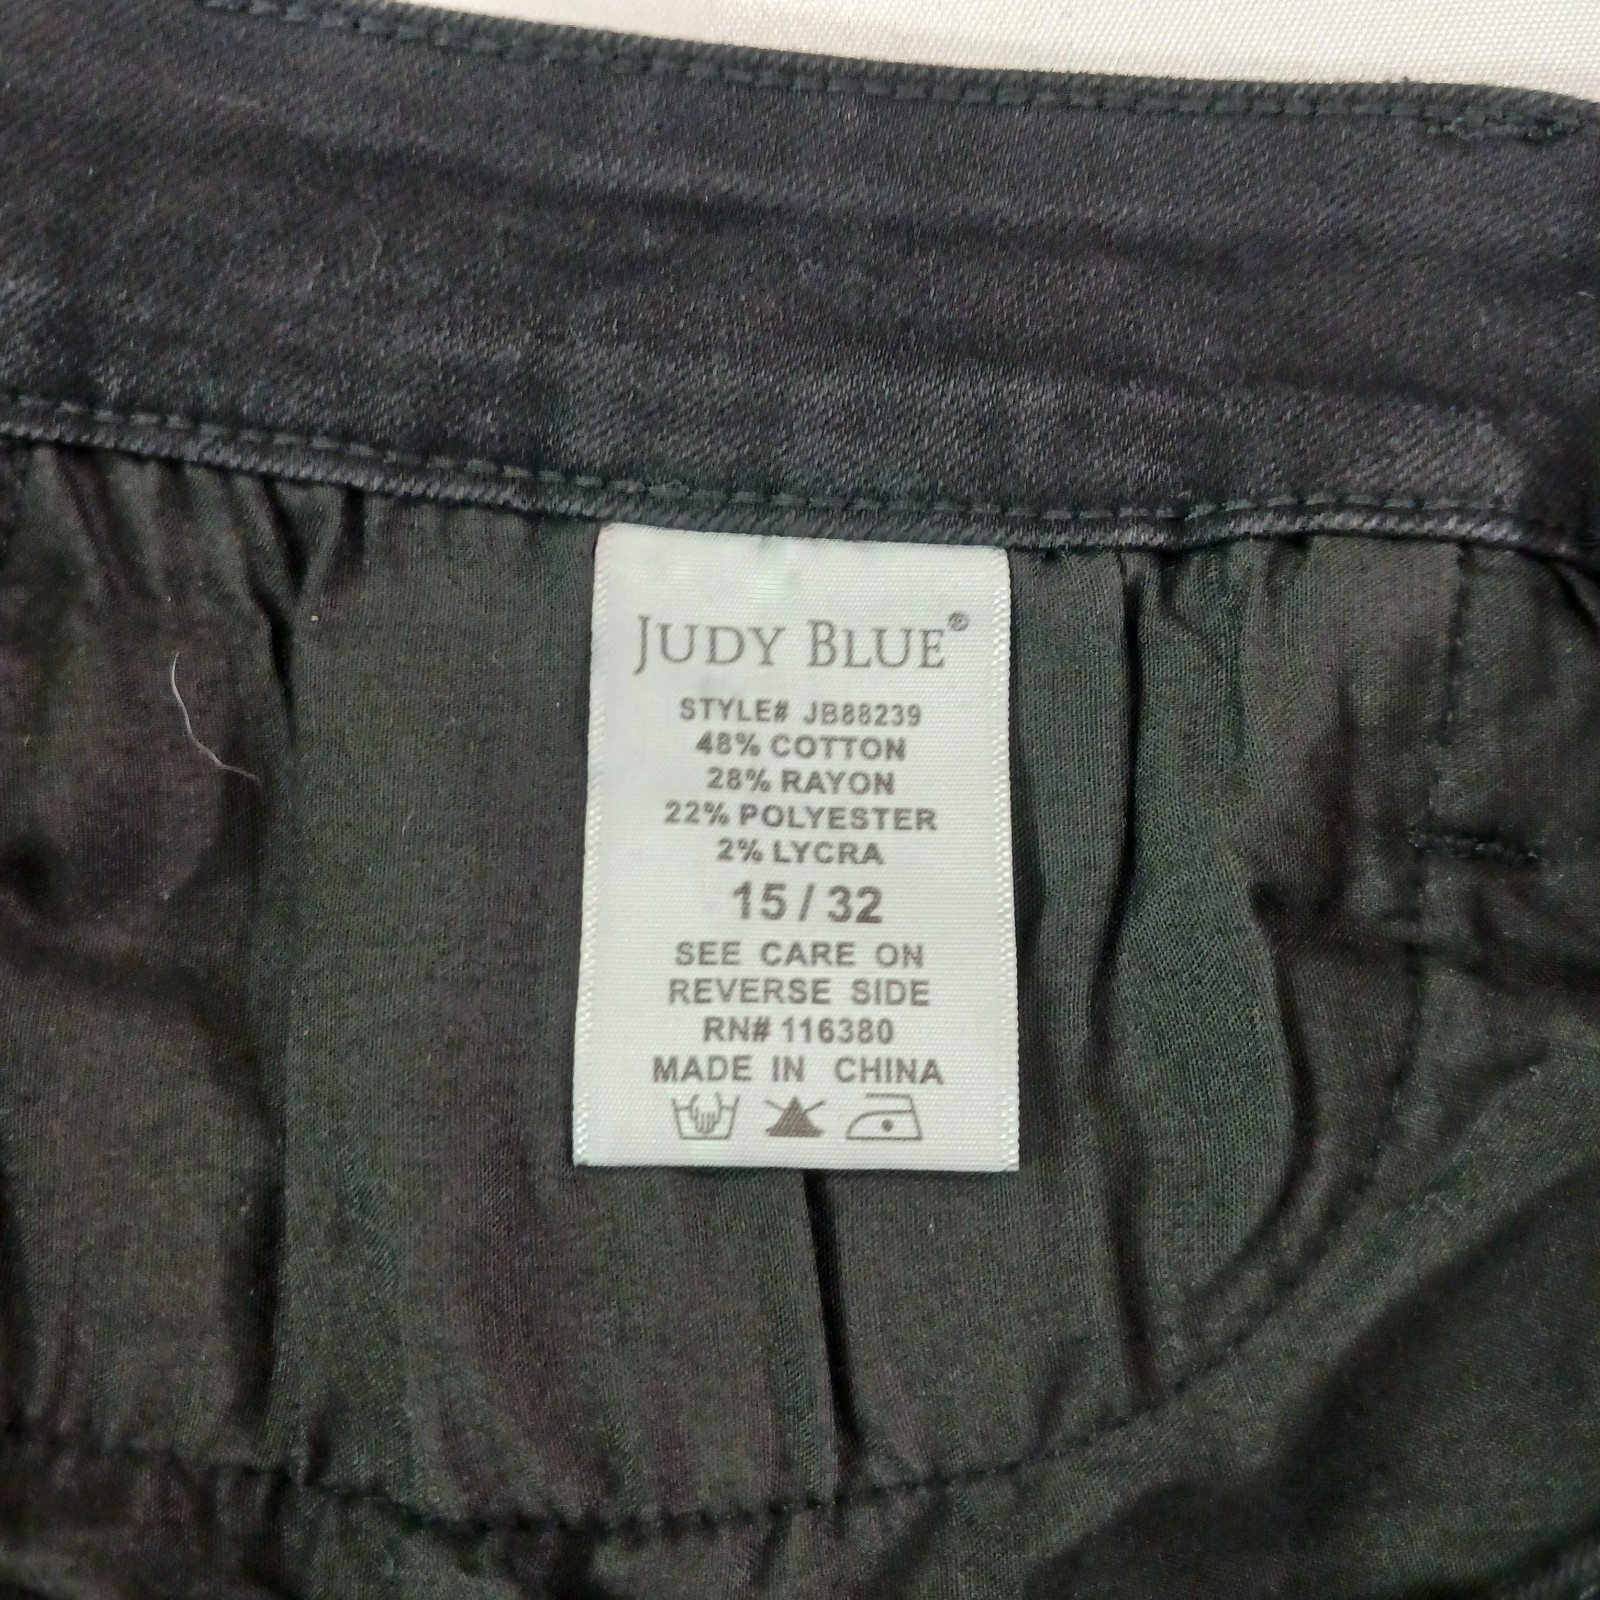 JUDY BLUE®
STYLE# JB88239
48% COTTON
28% RAYON
22% POLYESTER
2% LYCRA
15 / 32
SEE CARE ON
REVERSE SIDE
RN# 116380
MADE IN CHINA